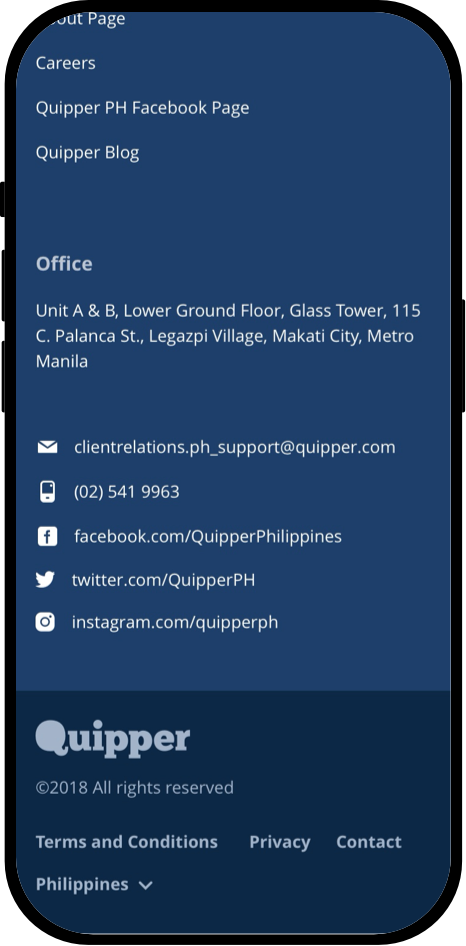 About Page
Careers
Quipper PH Facebook Page
Quipper Blog
Office
Unit A & B, Lower Ground Floor, Glass Tower, 115
C. Palanca St., Legazpi Village, Makati City, Metro
Manila
clientrelations.ph_support@quipper.com
(02) 541 9963
facebook.com/QuipperPhilippines
twitter.com/QuipperPH
instagram.com/quipperph
Quipper
©2018 All rights reserved
Terms and Conditions Privacy Contact
Philippines